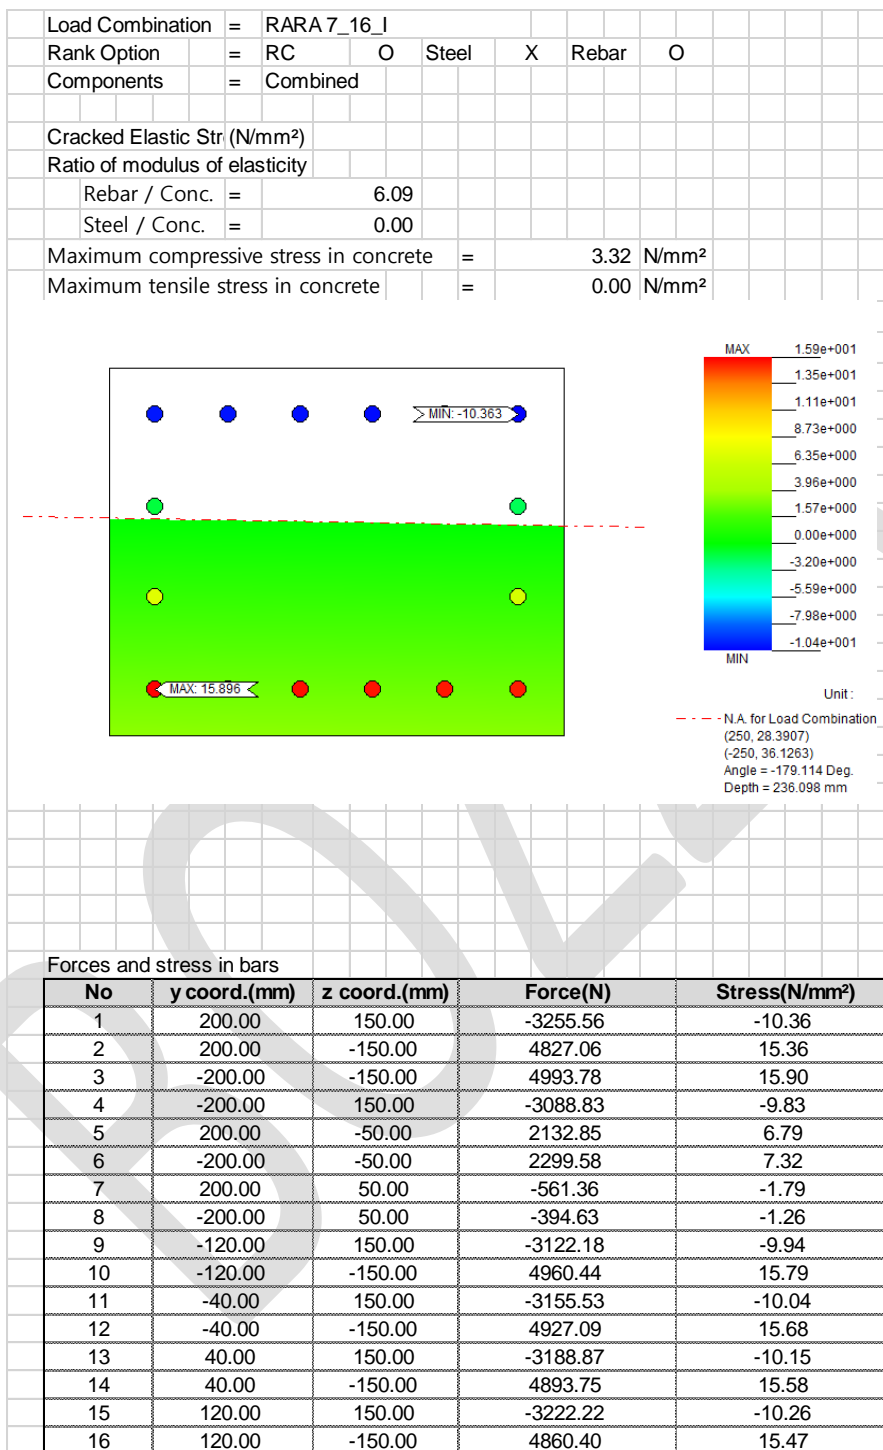 Load Combination = RARA 7_16_I
Rank Option = RC O Steel X Rebar O
Components = Combined
Cracked Elastic Str (N/mm²)
Ratio of modulus of elasticity
Rebar / Conc. = 6.09
Steel / Conc. = 0.00
Maximum compressive stress in concrete = 3.32 N/mm²
Maximum tensile stress in concrete = 0.00 N/mm²
MAX 1.59e+001
1.35e+001
1.11e+001
8.73e+000
6.35e+000
3.96e+000
1.57e+000
0.00e+000
-3.20e+000
-5.59e+000
-7.98e+000
-1.04e+001
MIN
MIN: -10.363
MAX: 15.896
Unit :
N.A. for Load Combination
(250, 28.3907)
(-250, 36.1263)
Angle = -179.114 Deg.
Depth = 236.098 mm
Forces and stress in bars
No y coord.(mm) z coord.(mm) Force(N) Stress(N/mm²)
1 200.00 150.00 -3255.56 -10.36
2 200.00 -150.00 4827.06 15.36
3 -200.00 -150.00 4993.78 15.90
4 -200.00 150.00 -3088.83 -9.83
5 200.00 -50.00 2132.85 6.79
6 -200.00 -50.00 2299.58 7.32
7 200.00 50.00 -561.36 -1.79
8 -200.00 50.00 -394.63 -1.26
9 -120.00 150.00 -3122.18 -9.94
10 -120.00 -150.00 4960.44 15.79
11 -40.00 150.00 -3155.53 -10.04
12 -40.00 -150.00 4927.09 15.68
13 40.00 150.00 -3188.87 -10.15
14 40.00 -150.00 4893.75 15.58
15 120.00 150.00 -3222.22 -10.26
16 120.00 -150.00 4860.40 15.47